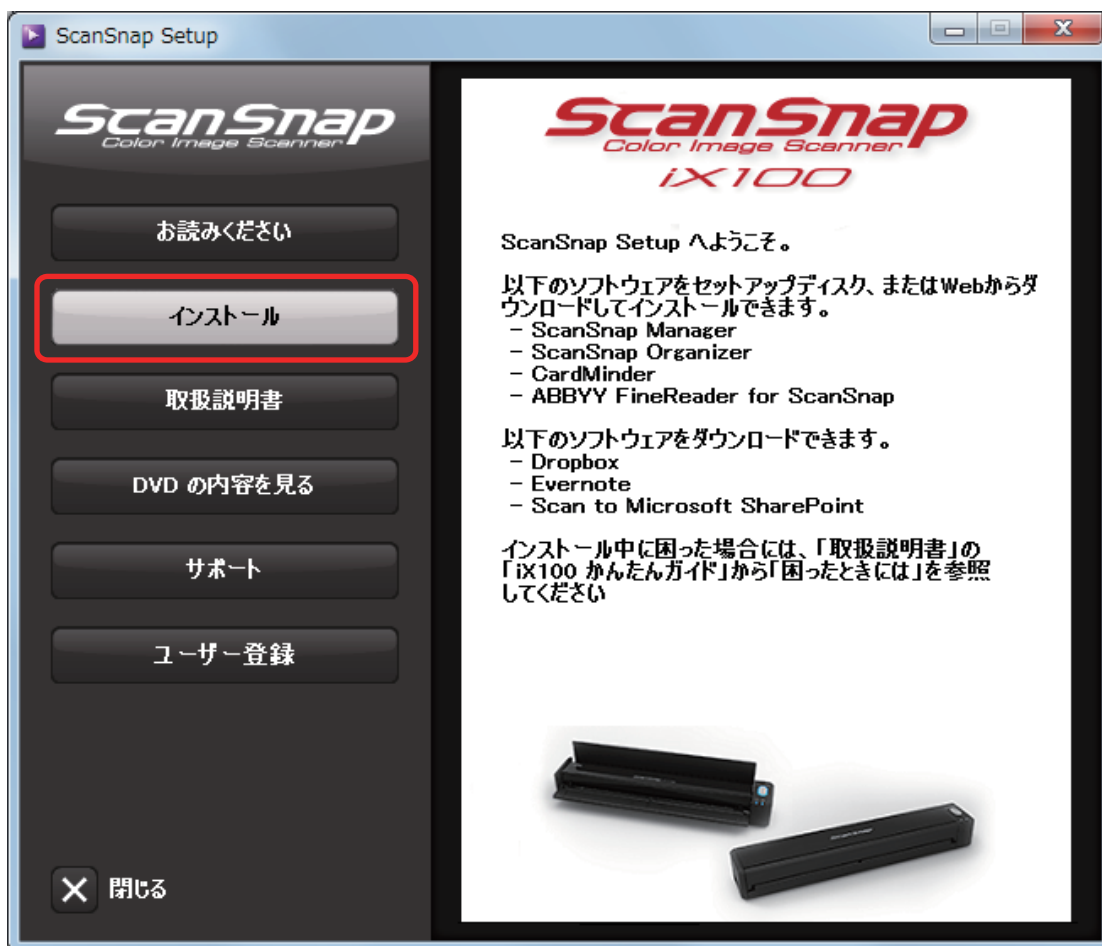 ScanSnap Setup
ScanSnap
Color Image Scanner
お読みください
インストール
取扱説明書
DVD の内容を見る
サポート
ユーザー登録
閉じる
ScanSnap
Color Image Scanner
iX100
ScanSnap Setup へようこそ。
以下のソフトウェアをセットアップディスク、またはWebからダ
ウンロードしてインストールできます。
- ScanSnap Manager
- ScanSnap Organizer
- CardMinder
- ABBYY FineReader for ScanSnap
以下のソフトウェアをダウンロードできます。
- Dropbox
- Evernote
- Scan to Microsoft SharePoint
インストール中に困った場合には、「取扱説明書」の
「iX100 かんたんガイド」から「困ったときには」を参照
してください